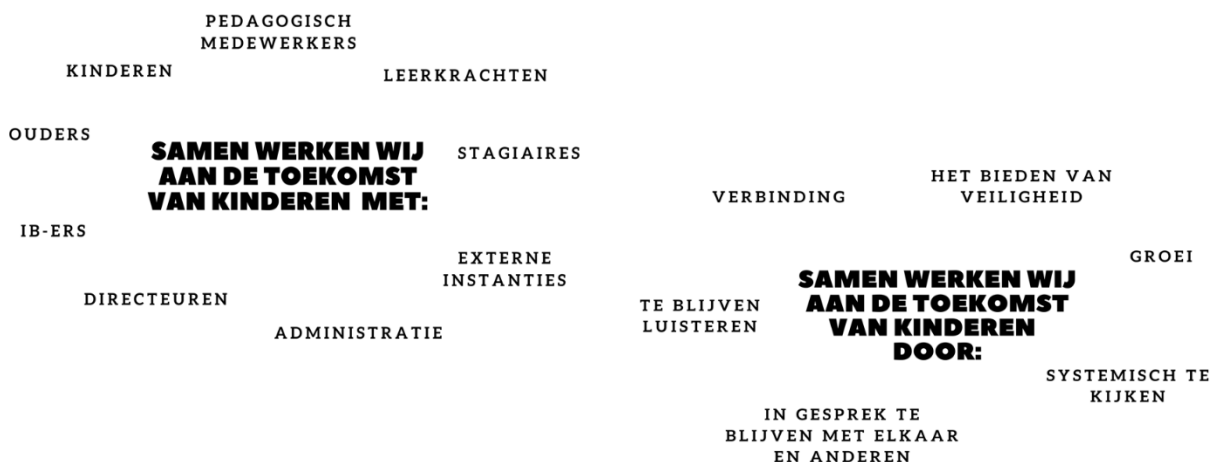 PEDAGOGISCH
MEDEWERKERS
KINDEREN
LEERKRACHTEN
OUDERS
SAMEN WERKEN WIJ
AAN DE TOEKOMST
VAN KINDEREN MET:
STAGIAIRES
IB-ERS
EXTERNE
INSTANTIES
DIRECTEUREN
ADMINISTRATIE
VERBINDING
HET BIEDEN VAN
VEILIGHEID
GROEI
SAMEN WERKEN WIJ
AAN DE TOEKOMST
VAN KINDEREN
DOOR:
TE BLIJVEN
LUISTEREN
SYSTEMISCH TE
KIJKEN
IN GESPREK TE
BLIJVEN MET ELKAAR
EN ANDEREN